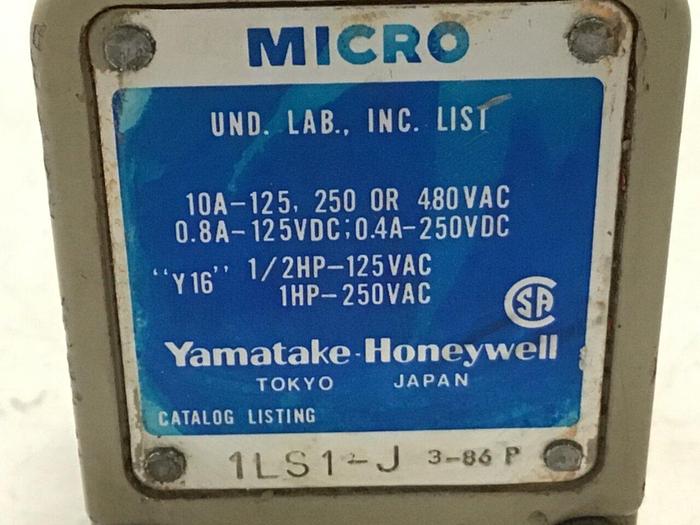 MICRO
UND. LAB., INC. LIST
10A-125, 250 OR 480VAC
0.8A-125VDC;0.4A-250VDC
"Y16" 1/2HP-125VAC
1HP-250VAC
CSA
Yamatake-Honeywell
TOKYO JAPAN
CATALOG LISTING
1LS1-J 3-86 P